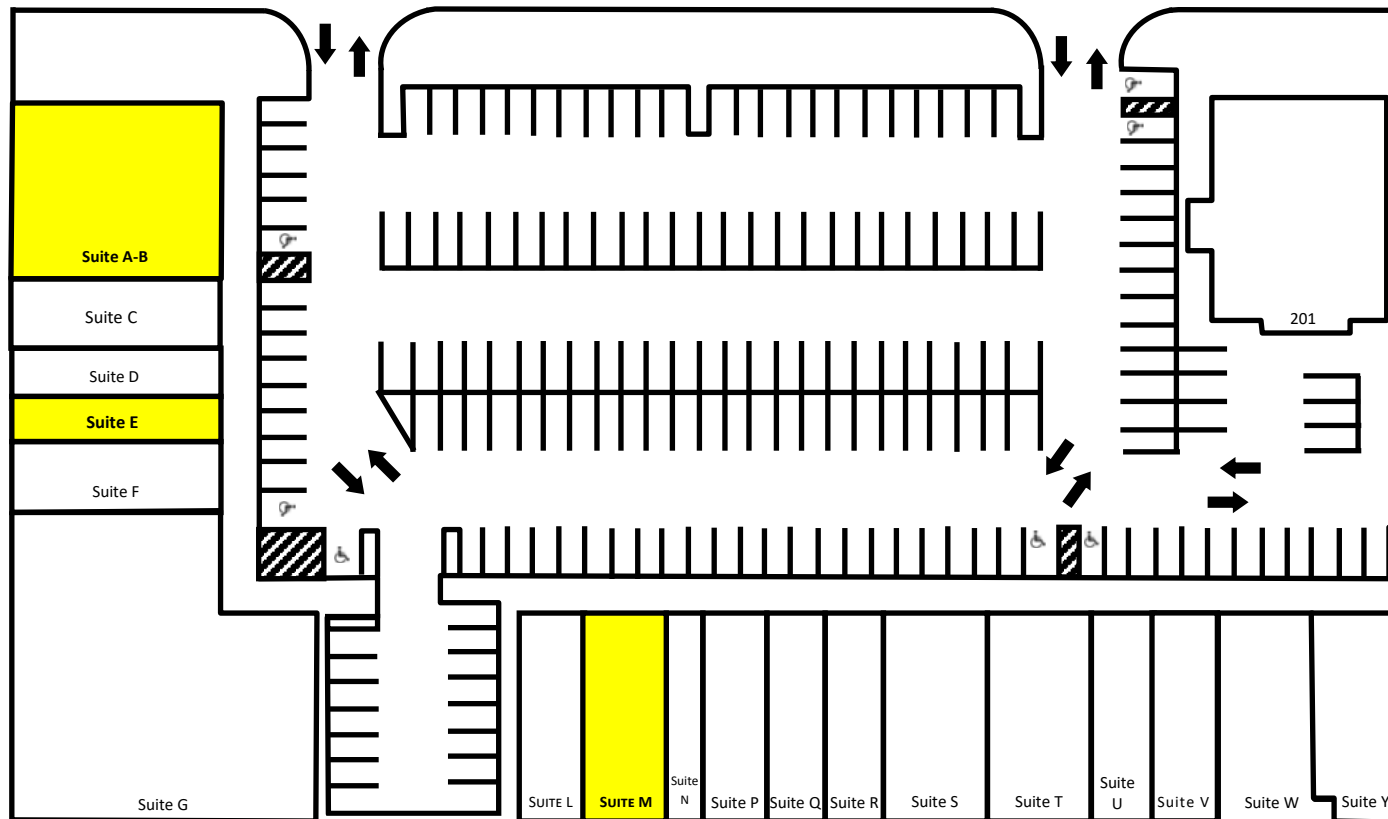 Suite A-B
Suite C
Suite D
Suite E
Suite F
Suite G
201
SUITE L
SUITE M
Suite
N
Suite P
Suite Q
Suite R
Suite S
Suite T
Suite
U
Suite V
Suite W
Suite Y